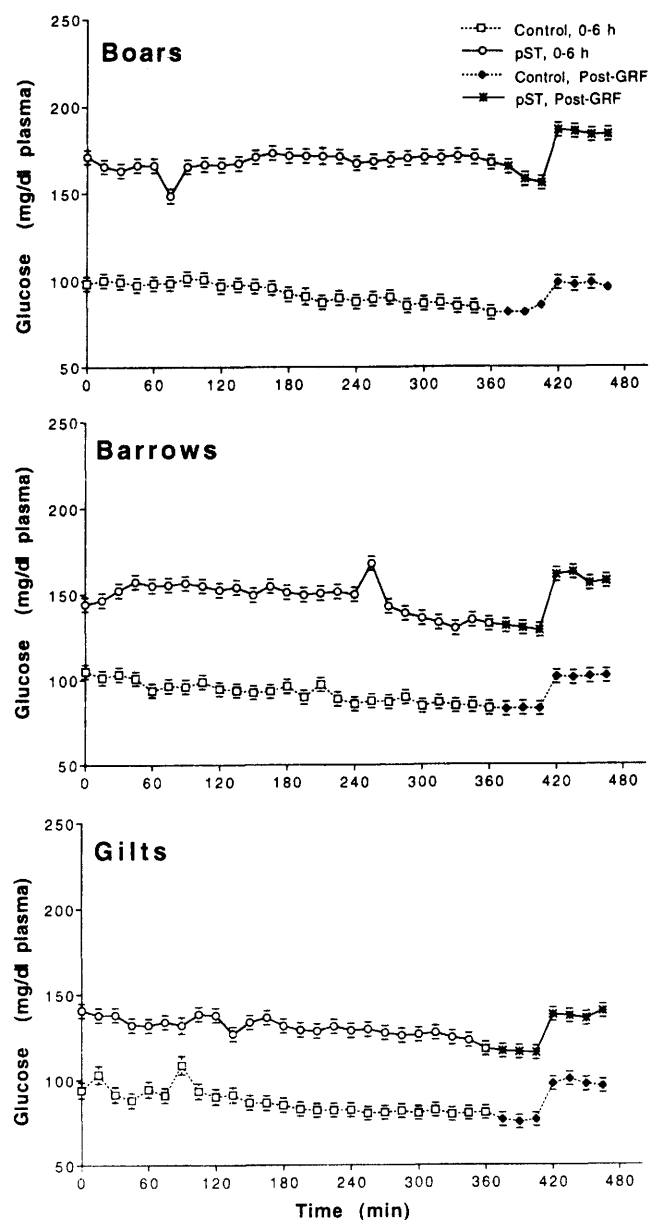 Boars
Control, 0-6 h
pST, 0-6 h
Control, Post-GRF
pST, Post-GRF
Glucose (mg/dl plasma)
250
200
150
100
50
0 60 120 180 240 300 360 420 480
Barrows
Glucose (mg/dl plasma)
250
200
150
100
50
0 60 120 180 240 300 360 420 480
Gilts
Glucose (mg/dl plasma)
250
200
150
100
50
0 60 120 180 240 300 360 420 480
Time (min)